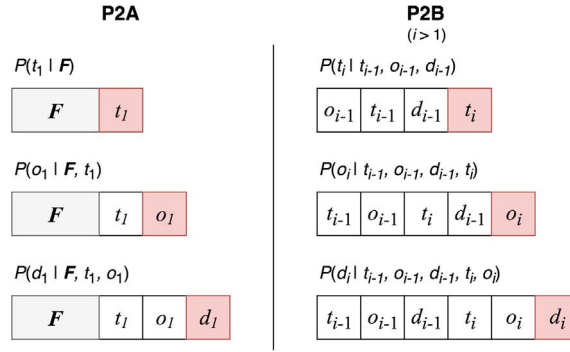 P2A
P(t1 | F)
F t1
P(o1 | F, t1)
F t1 o1
P(d1 | F, t1, o1)
F t1 o1 d1
P2B
(i > 1)
P(ti | ti-1, oi-1, di-1)
oi-1 ti-1 di-1 ti
P(oi | ti-1, oi-1, di-1, ti)
ti-1 oi-1 ti di-1 oi
P(di | ti-1, oi-1, di-1, ti, oi)
ti-1 oi-1 di-1 ti oi di